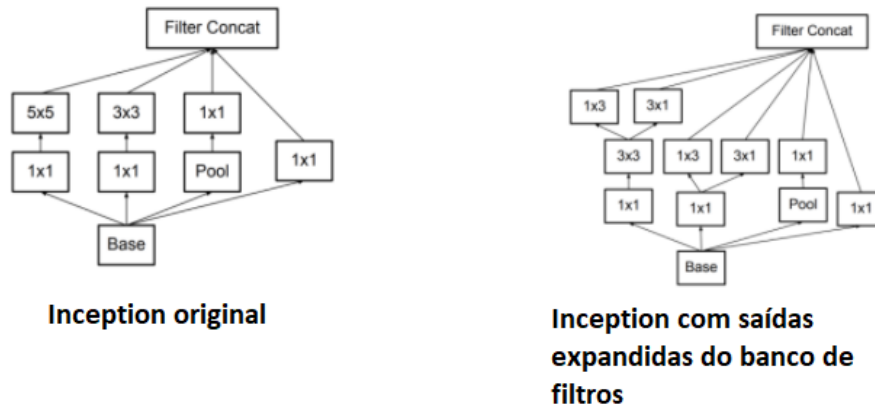 Filter Concat
5x5 3x3 1x1
1x1 1x1 Pool 1x1
Base
Inception original
Filter Concat
1x3 3x1
3x3 1x3 3x1 1x1
1x1 1x1 Pool 1x1
Base
Inception com saídas
expandidas do banco de
filtros